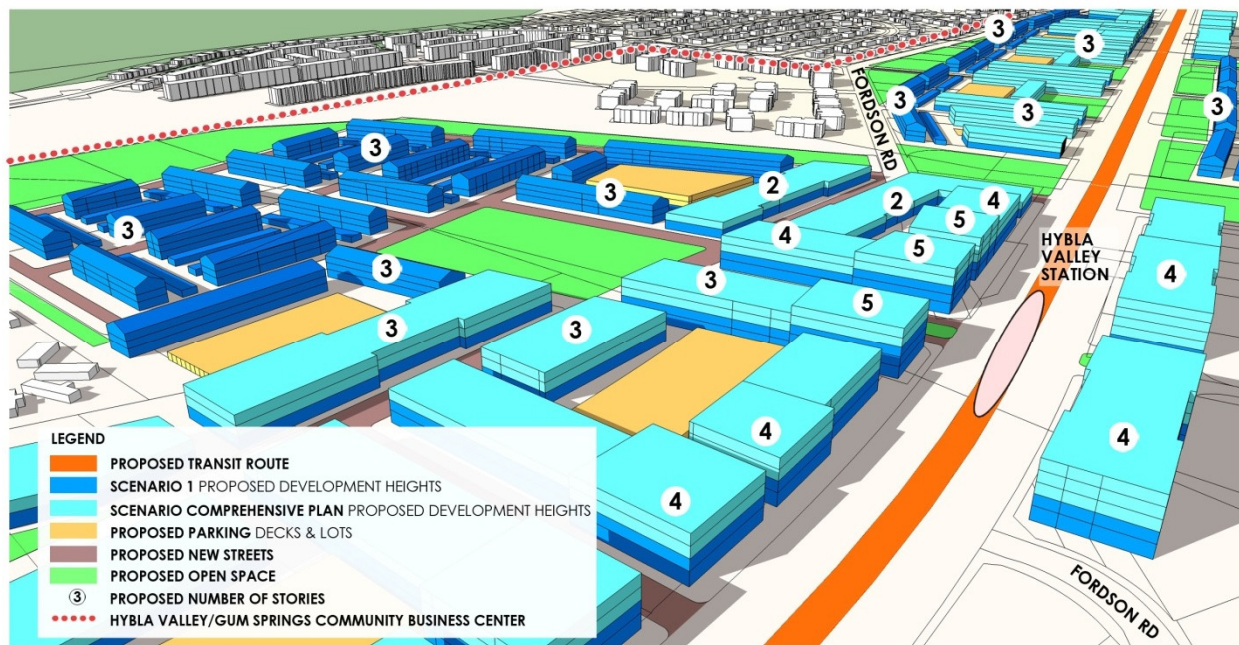 3
3
3
3
3
FORDSON RD
3
2
3
2
4
5
4
5
3
HYBLA
VALLEY
STATION
4
3
3
5
3
3
4
4
4
LEGEND
PROPOSED TRANSIT ROUTE
SCENARIO 1 PROPOSED DEVELOPMENT HEIGHTS
SCENARIO COMPREHENSIVE PLAN PROPOSED DEVELOPMENT HEIGHTS
PROPOSED PARKING DECKS & LOTS
PROPOSED NEW STREETS
PROPOSED OPEN SPACE
3 PROPOSED NUMBER OF STORIES
HYBLA VALLEY/GUM SPRINGS COMMUNITY BUSINESS CENTER
FORDSON RD